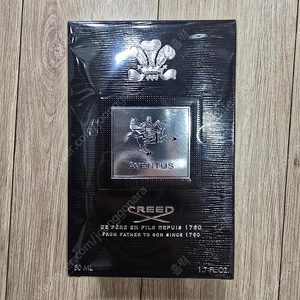 AVENTUS
CREED
DE PÈRE EN FILS DEPUIS 1760
FROM FATHER TO SON SINCE 1760
50 ML 1.7 FL.OZ.